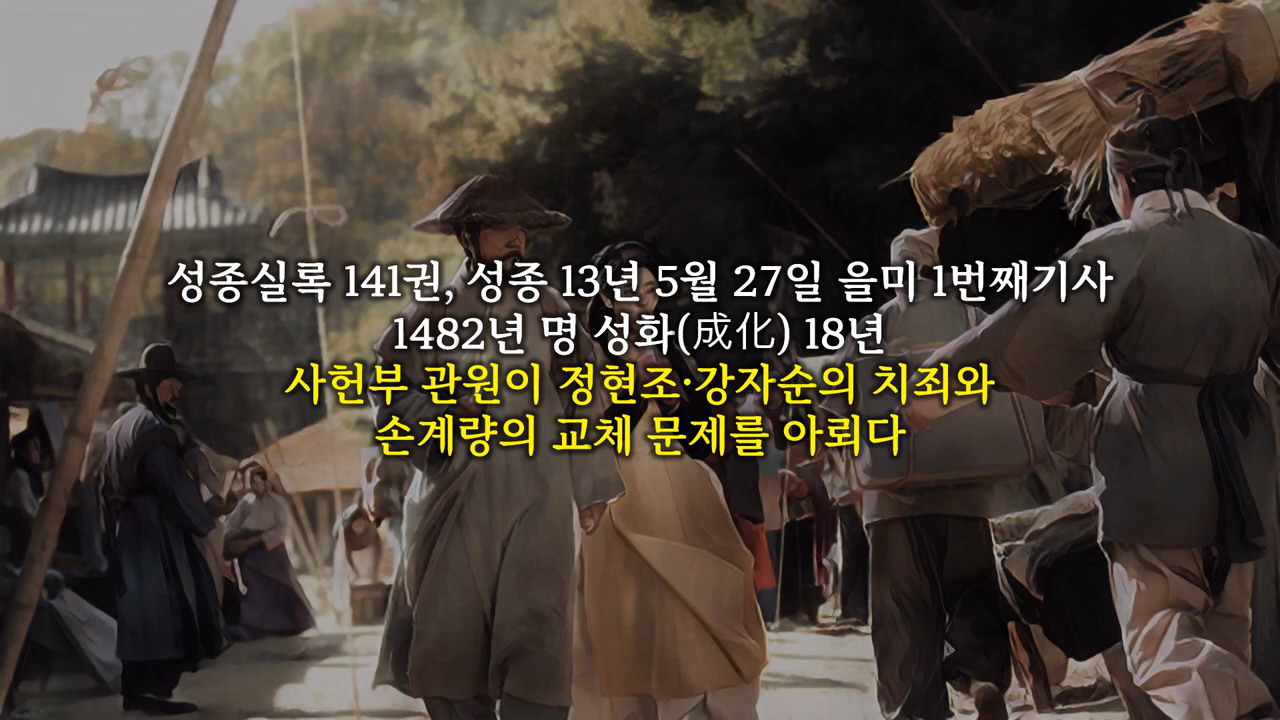 성종실록 141권, 성종 13년 5월 27일 을미 1번째기사
1482년 명 성화(成化) 18년
사헌부 관원이 정현조·강자순의 치죄와
손계량의 교체 문제를 아뢰다